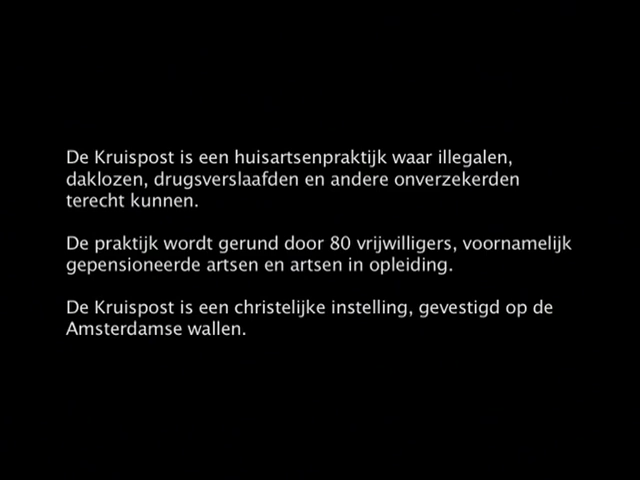 De Kruispost is een huisartsenpraktijk waar illegalen,
daklozen, drugsverslaafden en andere onverzekerden
terecht kunnen.
De praktijk wordt gerund door 80 vrijwilligers, voornamelijk
gepensioneerde artsen en artsen in opleiding.
De Kruispost is een christelijke instelling, gevestigd op de
Amsterdamse wallen.